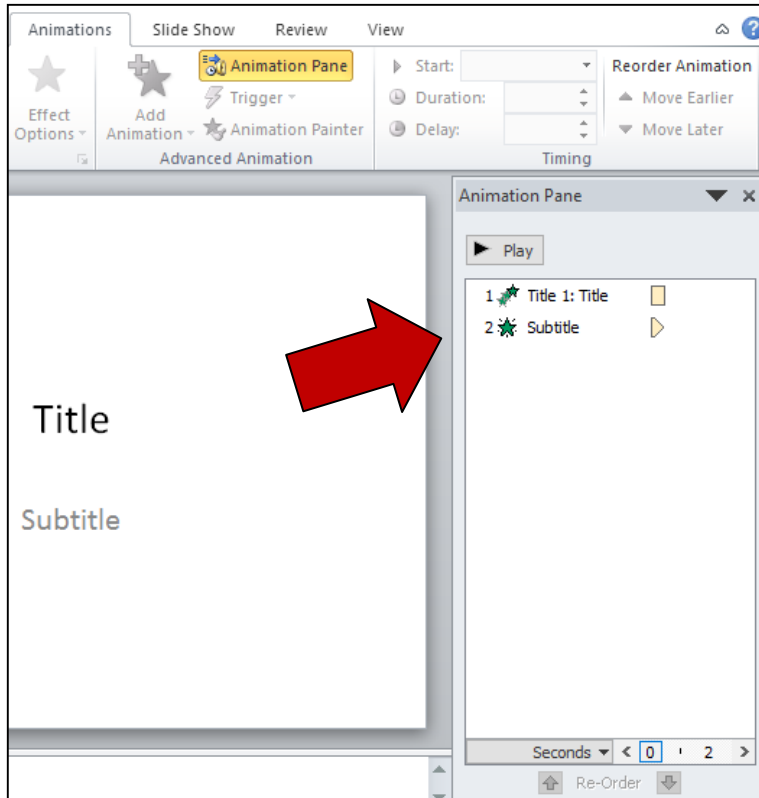 Animations Slide Show Review View
Animation Pane Start: Reorder Animation
Effect Options Add Animation Trigger Duration: Move Earlier
Animation Painter Delay: Move Later
Advanced Animation Timing
Animation Pane
Play
1 Title 1: Title
2 Subtitle
Title
Subtitle
Seconds 0 2
Re-Order